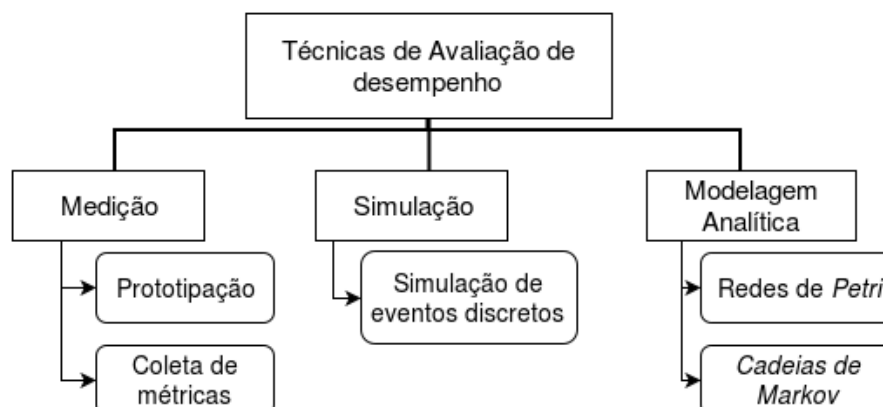 Técnicas de Avaliação de
desempenho
Medição
Simulação
Modelagem
Analítica
Prototipação
Simulação de
eventos discretos
Redes de Petri
Coleta de
métricas
Cadeias de
Markov